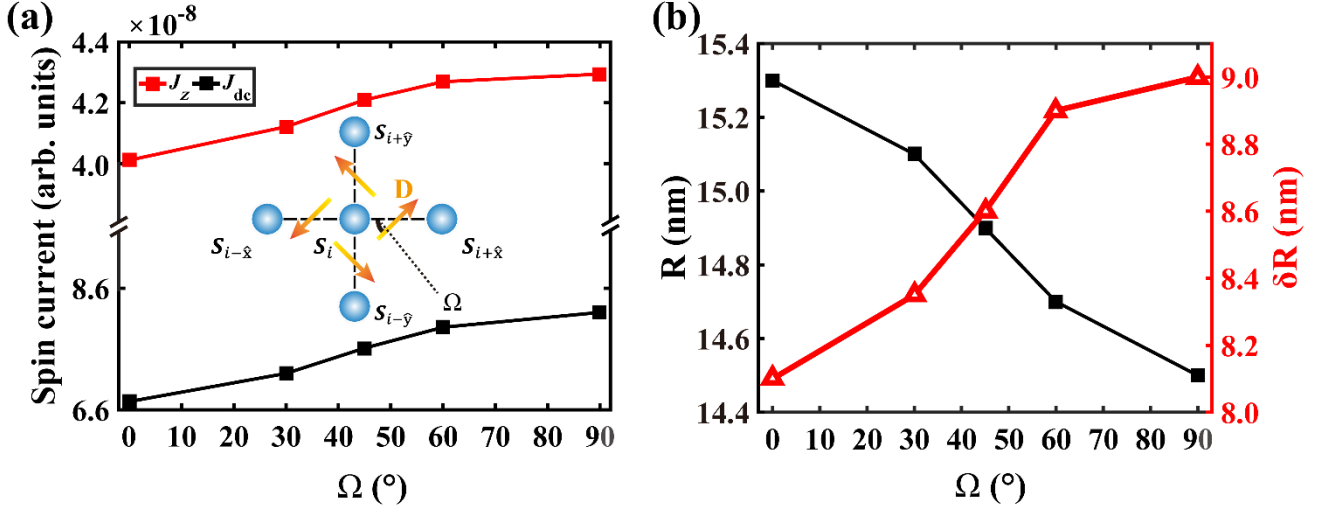 (a)
×10⁻⁸
4.4
4.2
4.0
8.6
6.6
Spin current (arb. units)
J_z J_dc
S_{i+ŷ}
D
S_{i−x̂} S_i S_{i+x̂}
Ω
S_{i−ŷ}
0 10 20 30 40 50 60 70 80 90
Ω (°)
(b)
15.4
15.2
15.0
14.8
14.6
14.4
R (nm)
9.0
8.8
8.6
8.4
8.2
8.0
δR (nm)
0 10 20 30 40 50 60 70 80 90
Ω (°)